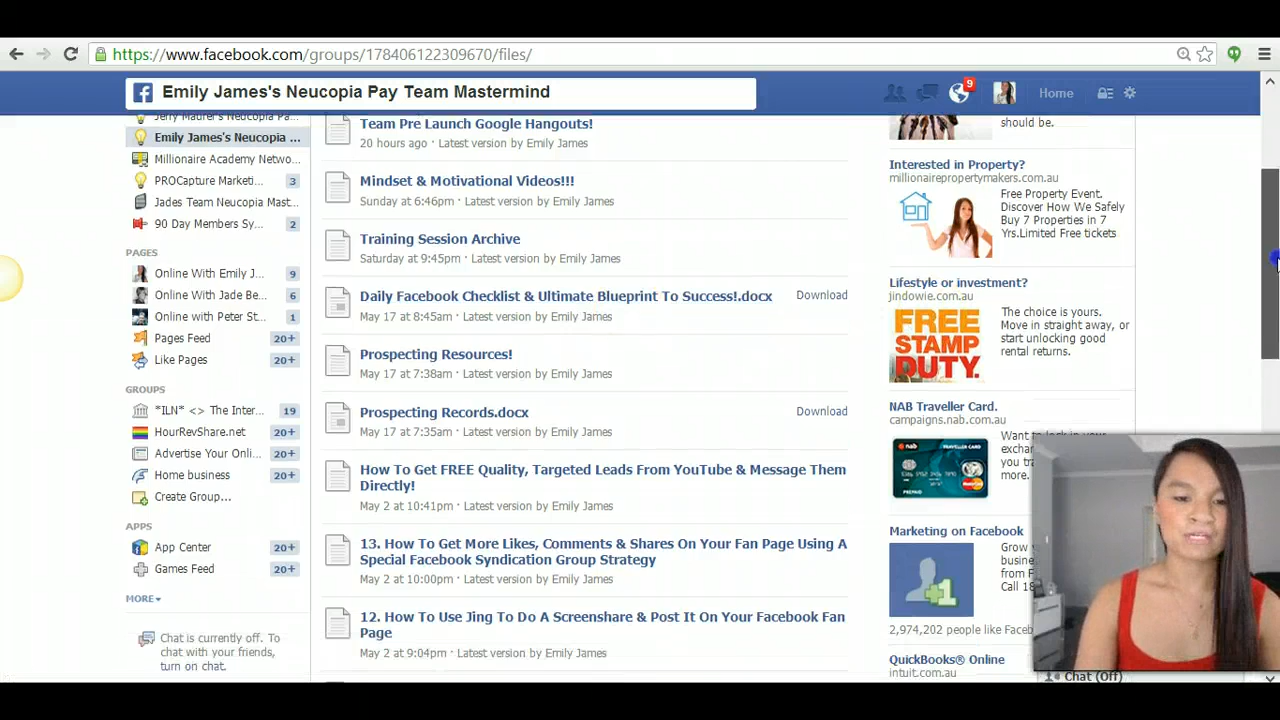 https://www.facebook.com/groups/178406122309670/files/
Emily James's Neucopia Pay Team Mastermind
9
Home
Jerry Maurer's Neucopia Pa...
Emily James's Neucopia ...
Millionaire Academy Netwo...
PROCapture Marketi...
3
Jades Team Neucopia Mast...
90 Day Members Sy...
2
PAGES
Online With Emily J...
9
Online With Jade Be...
6
Online with Peter St...
1
Pages Feed
20+
Like Pages
20+
GROUPS
*ILN* <> The Inter...
19
HourRevShare.net
20+
Advertise Your Onli...
20+
Home business
20+
Create Group...
APPS
App Center
20+
Games Feed
20+
MORE
Chat is currently off. To
chat with your friends,
turn on chat.
Team Pre Launch Google Hangouts!
20 hours ago · Latest version by Emily James
Mindset & Motivational Videos!!!
Sunday at 6:46pm · Latest version by Emily James
Training Session Archive
Saturday at 9:45pm · Latest version by Emily James
Daily Facebook Checklist & Ultimate Blueprint To Success!.docx
Download
May 17 at 8:45am · Latest version by Emily James
Prospecting Resources!
May 17 at 7:38am · Latest version by Emily James
Prospecting Records.docx
Download
May 17 at 7:35am · Latest version by Emily James
How To Get FREE Quality, Targeted Leads From YouTube & Message Them
Directly!
May 2 at 10:41pm · Latest version by Emily James
13. How To Get More Likes, Comments & Shares On Your Fan Page Using A
Special Facebook Syndication Group Strategy
May 2 at 10:00pm · Latest version by Emily James
12. How To Use Jing To Do A Screenshare & Post It On Your Facebook Fan
Page
May 2 at 9:04pm · Latest version by Emily James
should be.
Interested in Property?
millionairepropertymakers.com.au
Free Property Event.
Discover How We Safely
Buy 7 Properties in 7
Yrs.Limited Free tickets
Lifestyle or investment?
jindowie.com.au
FREE
STAMP
DUTY.
The choice is yours.
Move in straight away, or
start unlocking good
rental returns.
NAB Traveller Card.
campaigns.nab.com.au
nab
Want to
more.
Marketing on Facebook
+1
Grow
from F
Call 18
2,974,202 people like Faceb
QuickBooks® Online
intuit.com.au
Chat (Off)